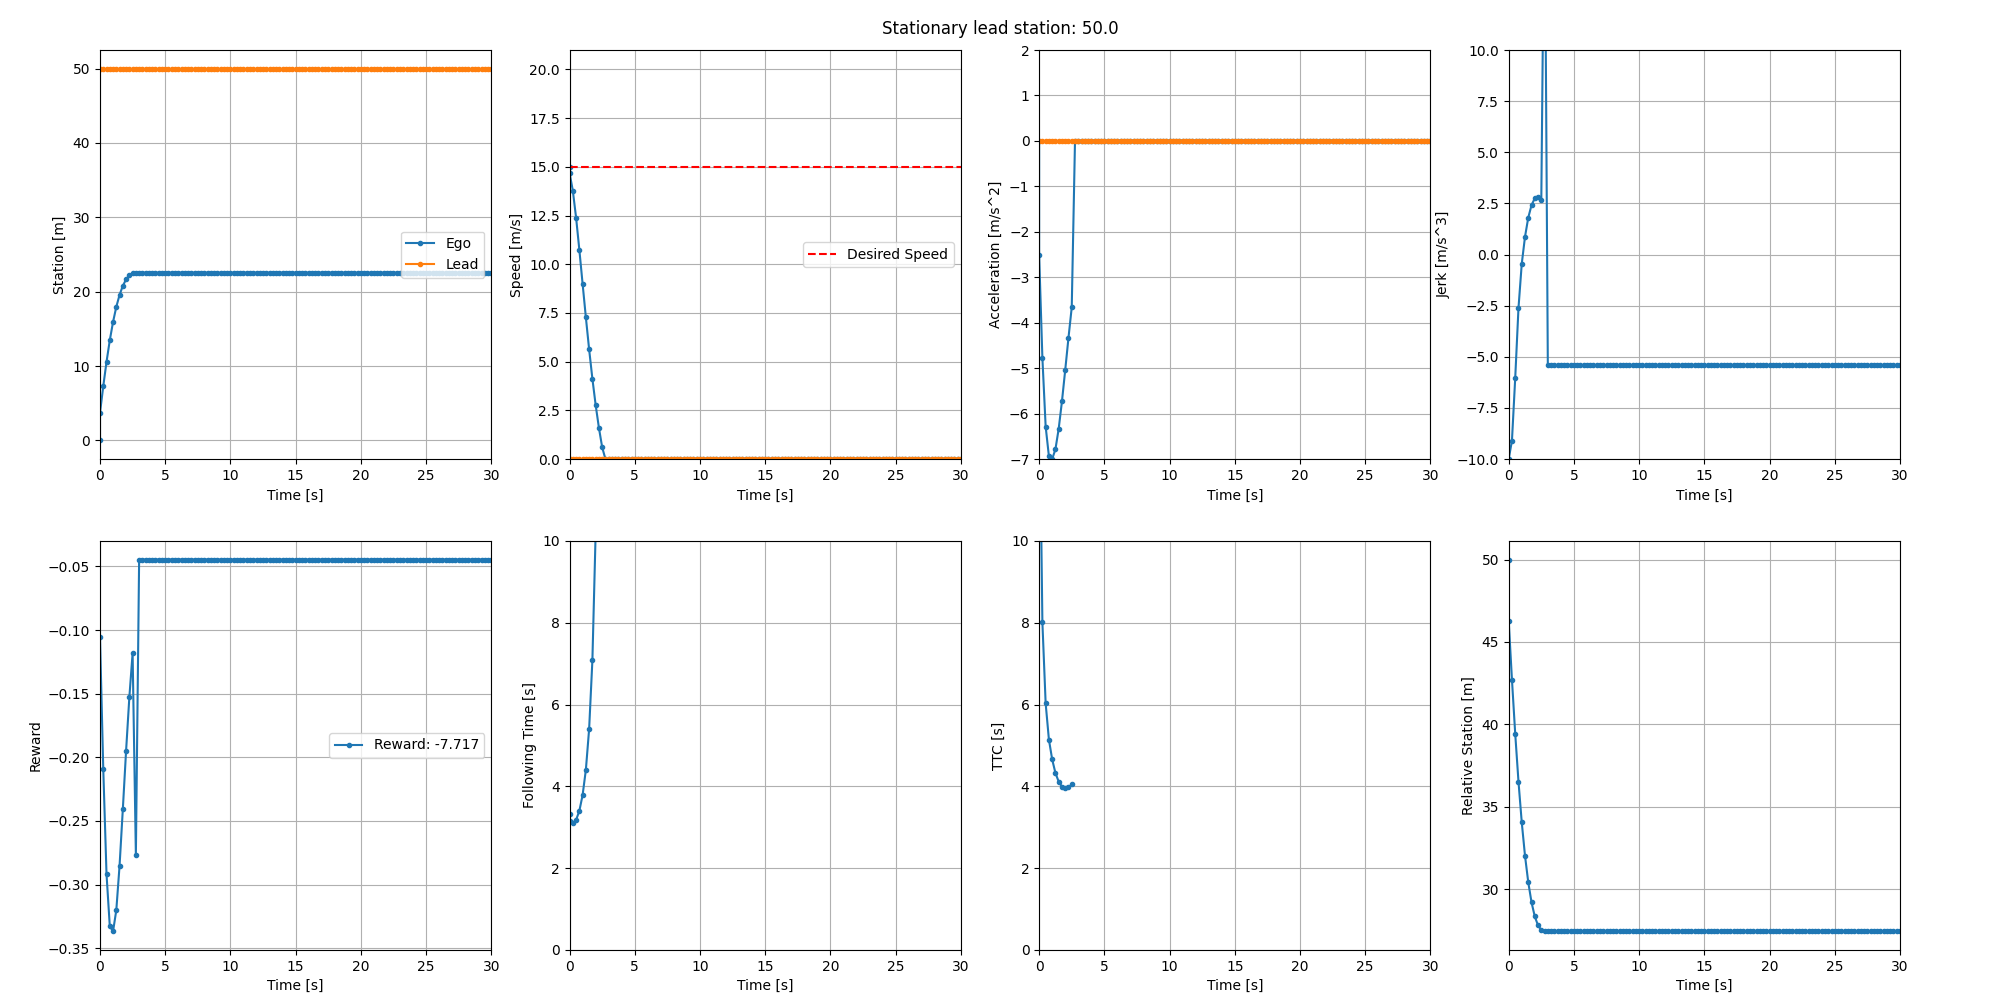 Stationary lead station: 50.0
Station [m]
50
40
30
20
10
0
Ego
Lead
0 5 10 15 20 25 30
Time [s]
Speed [m/s]
20.0
17.5
15.0
12.5
10.0
7.5
5.0
2.5
0.0
Desired Speed
0 5 10 15 20 25 30
Time [s]
Acceleration [m/s^2]
2
1
0
−1
−2
−3
−4
−5
−6
−7
0 5 10 15 20 25 30
Time [s]
Jerk [m/s^3]
10.0
7.5
5.0
2.5
0.0
−2.5
−5.0
−7.5
−10.0
0 5 10 15 20 25 30
Time [s]
Reward
−0.05
−0.10
−0.15
−0.20
−0.25
−0.30
−0.35
Reward: -7.717
0 5 10 15 20 25 30
Time [s]
Following Time [s]
10
8
6
4
2
0
0 5 10 15 20 25 30
Time [s]
TTC [s]
10
8
6
4
2
0
0 5 10 15 20 25 30
Time [s]
Relative Station [m]
50
45
40
35
30
0 5 10 15 20 25 30
Time [s]